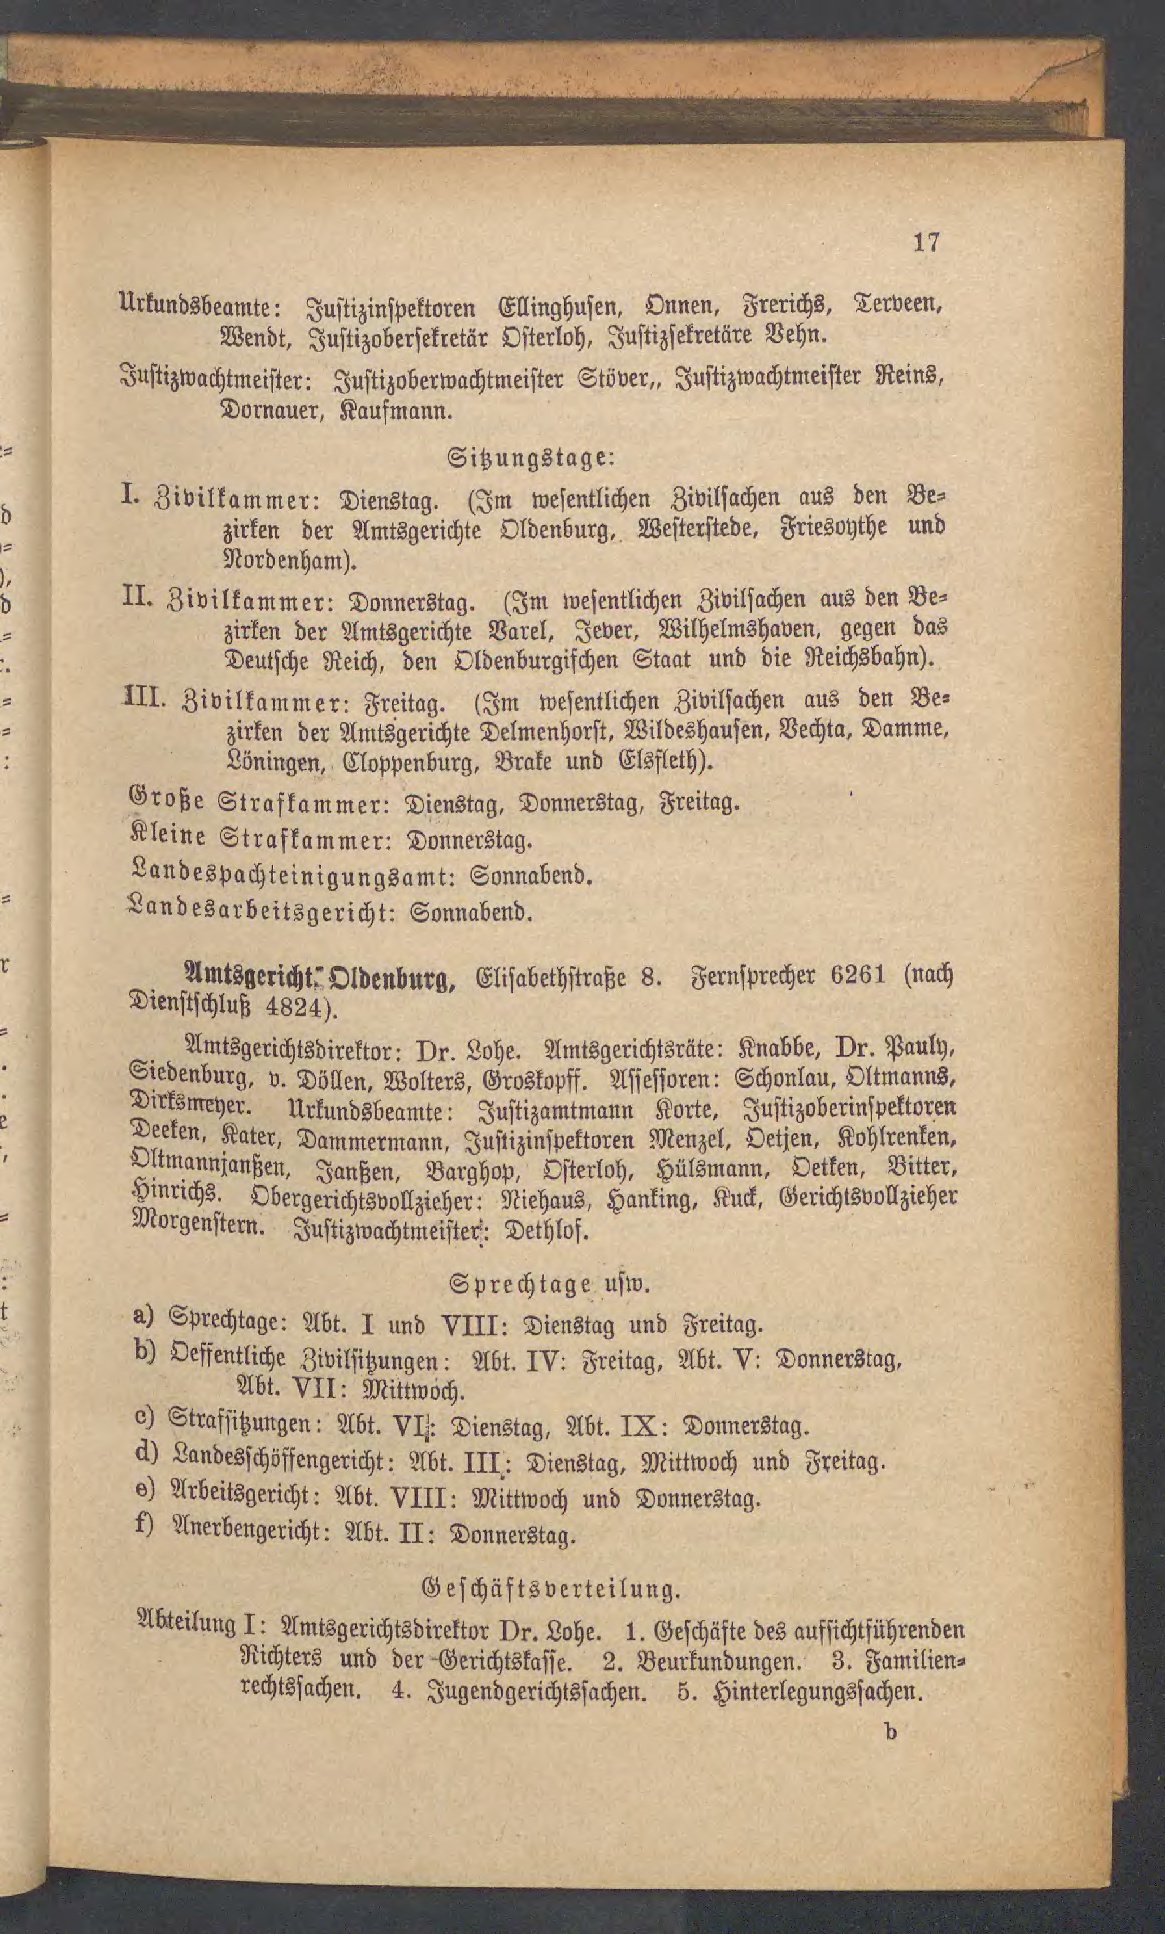 17
Urkundsbeamte: Justizinspektoren Ellinghusen, Onnen, Frerichs, Terveen,
Wendt, Justizobersekretär Osterloh, Justizsekretäre Vehn.
Justizwachtmeister: Justizoberwachtmeister Stöver,, Justizwachtmeister Reins,
Dornauer, Kaufmann.
Sitzungstage:
I. Zivilkammer: Dienstag. (Im wesentlichen Zivilsachen aus den Be-
zirken der Amtsgerichte Oldenburg, Westerstede, Friesoythe und
Nordenham).
II. Zivilkammer: Donnerstag. (Im wesentlichen Zivilsachen aus den Be-
zirken der Amtsgerichte Varel, Jever, Wilhelmshaven, gegen das
Deutsche Reich, den Oldenburgischen Staat und die Reichsbahn).
III. Zivilkammer: Freitag. (Im wesentlichen Zivilsachen aus den Be-
zirken der Amtsgerichte Delmenhorst, Wildeshausen, Vechta, Damme,
Löningen, Cloppenburg, Brake und Elsfleth).
Große Strafkammer: Dienstag, Donnerstag, Freitag.
Kleine Strafkammer: Donnerstag.
Landespachteinigungsamt: Sonnabend.
Landesarbeitsgericht: Sonnabend.
Amtsgericht Oldenburg, Elisabethstraße 8. Fernsprecher 6261 (nach
Dienstschluß 4824).
Amtsgerichtsdirektor: Dr. Lohe. Amtsgerichtsräte: Knabbe, Dr. Pauly,
Siedenburg, v. Döllen, Wolters, Groskopff. Assessoren: Schonlau, Oltmanns,
Dirksmeyer. Urkundsbeamte: Justizamtmann Korte, Justizoberinspektoren
Deeken, Kater, Dammermann, Justizinspektoren Menzel, Oetjen, Kohlrenken,
Oltmannjanßen, Janßen, Barghop, Osterloh, Hülsmann, Oetken, Bitter,
Hinrichs. Obergerichtsvollzieher: Niehaus, Hanking, Kuck, Gerichtsvollzieher
Morgenstern. Justizwachtmeister: Dethlof.
Sprechtage usw.
a) Sprechtage: Abt. I und VIII: Dienstag und Freitag.
b) Oeffentliche Zivilsitzungen: Abt. IV: Freitag, Abt. V: Donnerstag,
Abt. VII: Mittwoch.
c) Strafsitzungen: Abt. VI: Dienstag, Abt. IX: Donnerstag.
d) Landesschöffengericht: Abt. III: Dienstag, Mittwoch und Freitag.
e) Arbeitsgericht: Abt. VIII: Mittwoch und Donnerstag.
f) Anerbengericht: Abt. II: Donnerstag.
Geschäftsverteilung.
Abteilung I: Amtsgerichtsdirektor Dr. Lohe. 1. Geschäfte des aufsichtführenden
Richters und der Gerichtskasse. 2. Beurkundungen. 3. Familien-
rechtssachen. 4. Jugendgerichtssachen. 5. Hinterlegungssachen.
b